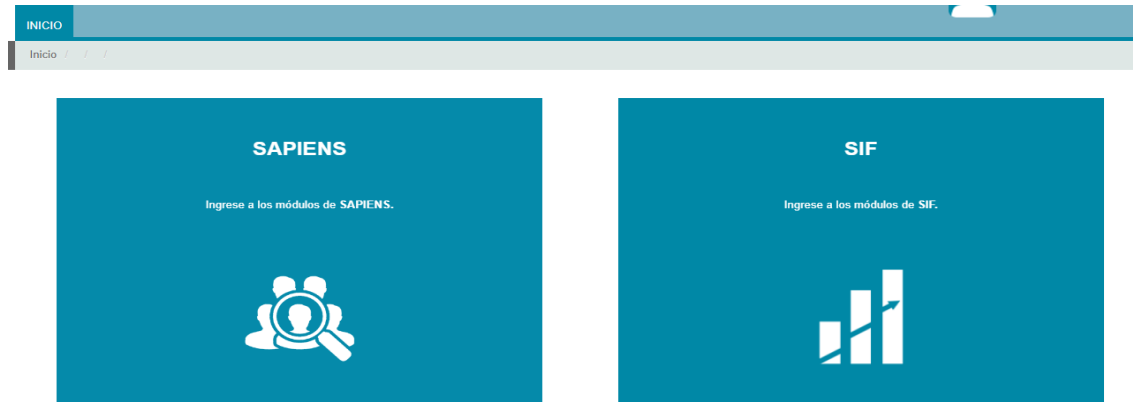 INICIO
Inicio / / /
SAPIENS
Ingrese a los módulos de SAPIENS.
SIF
Ingrese a los módulos de SIF.